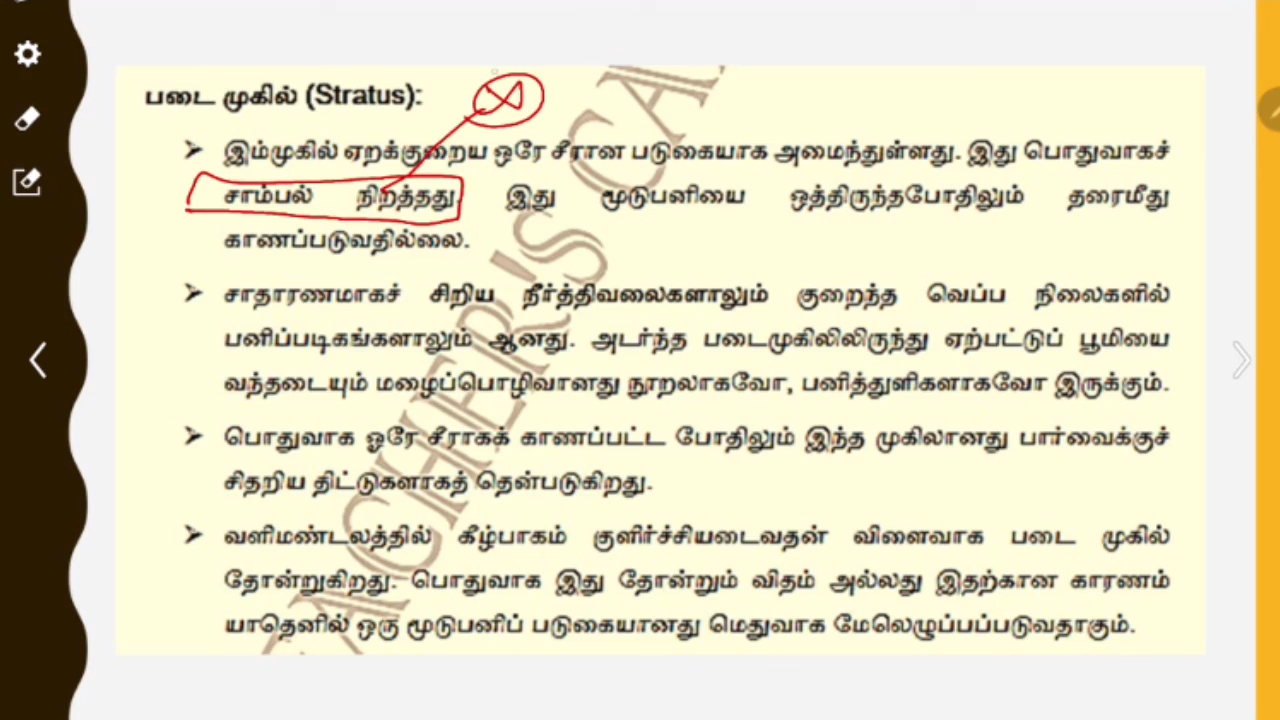 படை முகில் (Stratus):
➤ இம்முகில் ஏறக்குறைய ஒரே சீரான படுகையாக அமைந்துள்ளது. இது பொதுவாகச்
சாம்பல் நிறத்தது. இது மூடுபனியை ஒத்திருந்தபோதிலும் தரைமீது
காணப்படுவதில்லை.
➤ சாதாரணமாகச் சிறிய நீர்த்திவலைகளாலும் குறைந்த வெப்ப நிலைகளில்
பனிப்படிகங்களாலும் ஆனது. அடர்ந்த படைமுகிலிலிருந்து ஏற்பட்டுப் பூமியை
வந்தடையும் மழைப்பொழிவானது நூறலாகவோ, பனித்துளிகளாகவோ இருக்கும்.
➤ பொதுவாக ஓரே சீராகக் காணப்பட்ட போதிலும் இந்த முகிலானது பார்வைக்குச்
சிதறிய திட்டுகளாகத் தென்படுகிறது.
➤ வளிமண்டலத்தில் கீழ்பாகம் குளிர்ச்சியடைவதன் விளைவாக படை முகில்
தோன்றுகிறது. பொதுவாக இது தோன்றும் விதம் அல்லது இதற்கான காரணம்
யாதெனில் ஒரு மூடுபனிப் படுகையானது மெதுவாக மேலெழுப்பப்படுவதாகும்.